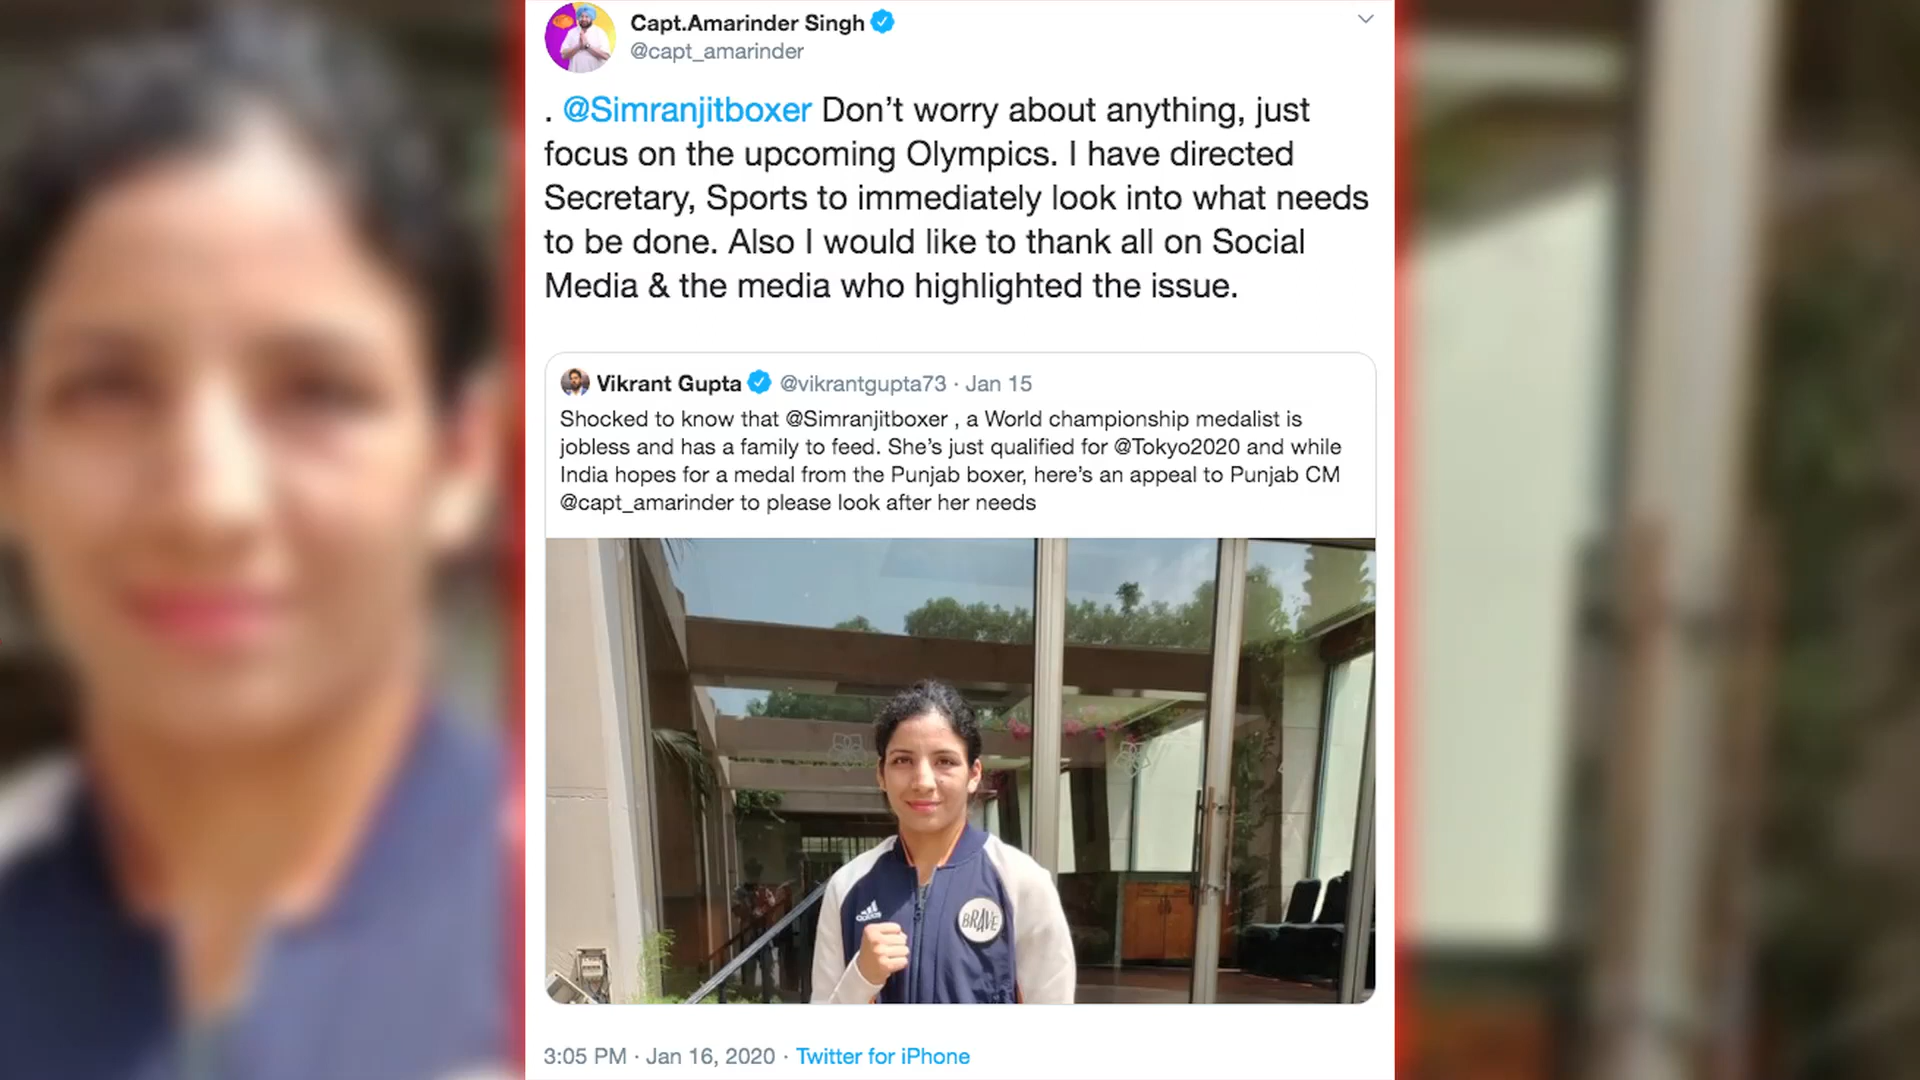 Capt.Amarinder Singh
@capt_amarinder
. @Simranjitboxer Don’t worry about anything, just
focus on the upcoming Olympics. I have directed
Secretary, Sports to immediately look into what needs
to be done. Also I would like to thank all on Social
Media & the media who highlighted the issue.
Vikrant Gupta @vikrantgupta73 · Jan 15
Shocked to know that @Simranjitboxer , a World championship medalist is
jobless and has a family to feed. She’s just qualified for @Tokyo2020 and while
India hopes for a medal from the Punjab boxer, here’s an appeal to Punjab CM
@capt_amarinder to please look after her needs
adidas
BRAVE
3:05 PM · Jan 16, 2020 · Twitter for iPhone